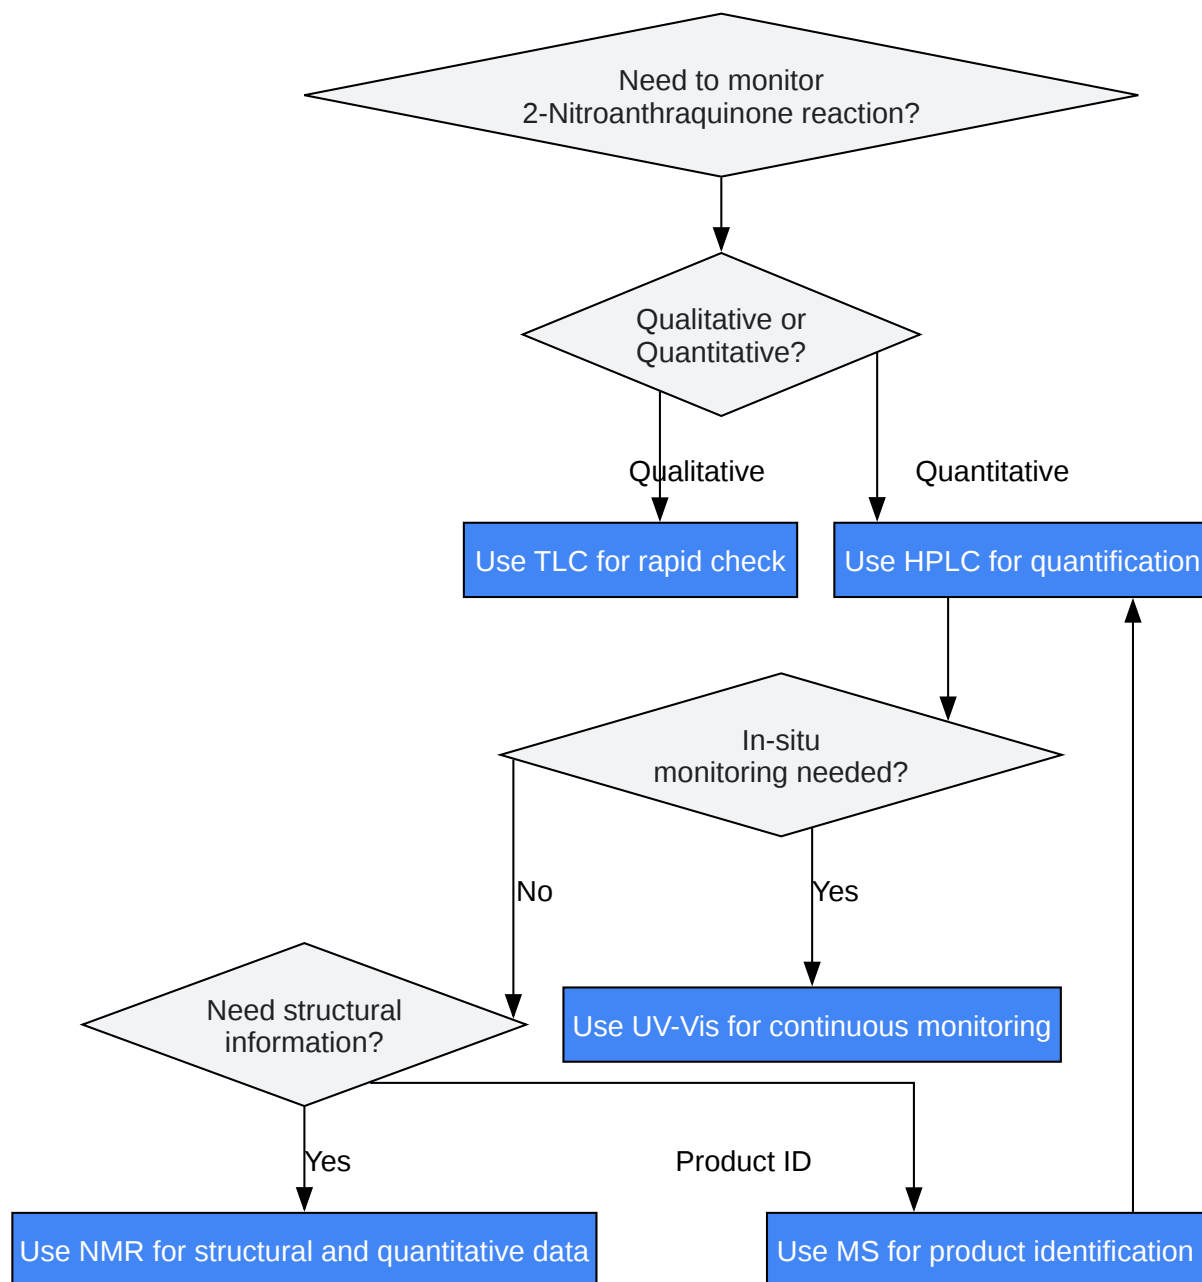 Need to monitor
2-Nitroanthraquinone reaction?
Qualitative or
Quantitative?
Qualitative
Quantitative
Use TLC for rapid check
Use HPLC for quantification
In-situ
monitoring needed?
No
Yes
Need structural
information?
Use UV-Vis for continuous monitoring
Yes
Product ID
Use NMR for structural and quantitative data
Use MS for product identification